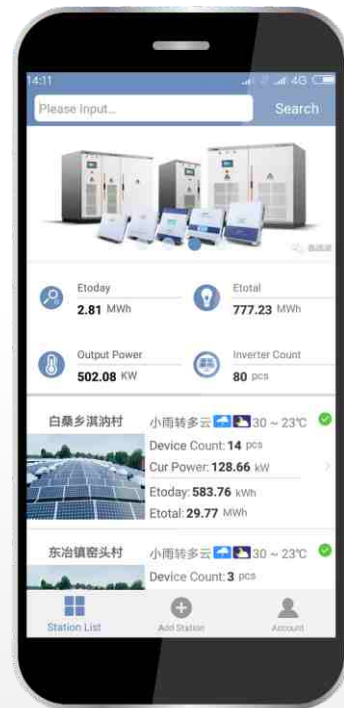 14:11
4G
Please Input...
Search
Etoday
2.81 MWh
Etotal
777.23 MWh
Output Power
502.08 KW
Inverter Count
80 pcs
白桑乡淇汭村
小雨转多云 30 ~ 23℃
Device Count: 14 pcs
Cur Power: 128.66 kW
Etoday: 583.76 kWh
Etotal: 29.77 MWh
东冶镇窑头村
小雨转多云 30 ~ 23℃
Device Count: 3 pcs
Station List
Add Station
Account